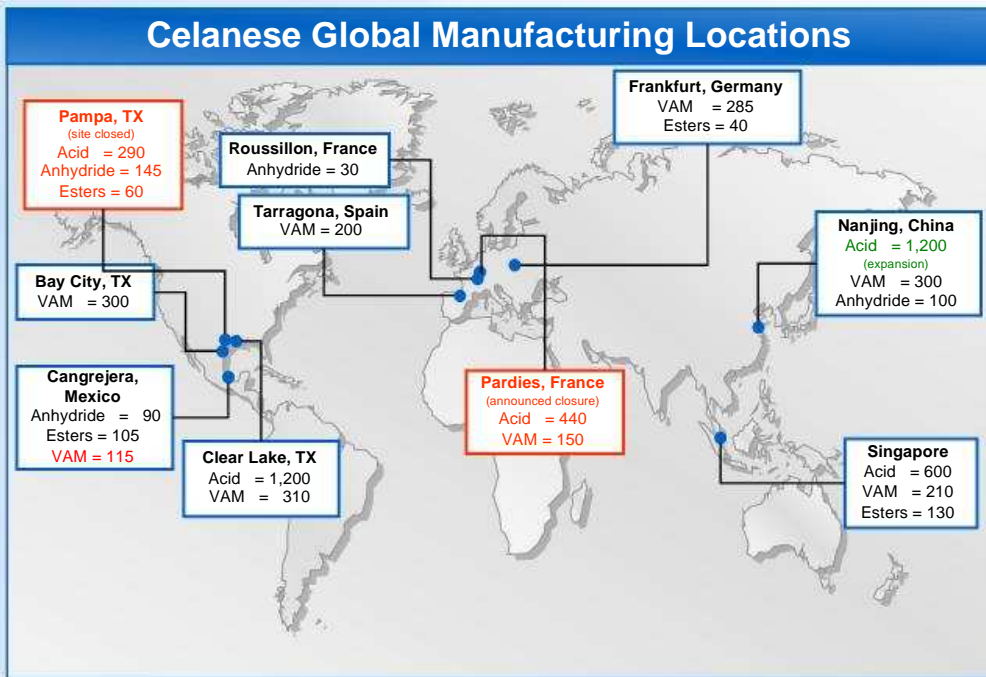 Celanese Global Manufacturing Locations
Pampa, TX
(site closed)
Acid = 290
Anhydride = 145
Esters = 60
Roussillon, France
Anhydride = 30
Tarragona, Spain
VAM = 200
Frankfurt, Germany
VAM = 285
Esters = 40
Bay City, TX
VAM = 300
Nanjing, China
Acid = 1,200
(expansion)
VAM = 300
Anhydride = 100
Cangrejera,
Mexico
Anhydride = 90
Esters = 105
VAM = 115
Clear Lake, TX
Acid = 1,200
VAM = 310
Pardies, France
(announced closure)
Acid = 440
VAM = 150
Singapore
Acid = 600
VAM = 210
Esters = 130